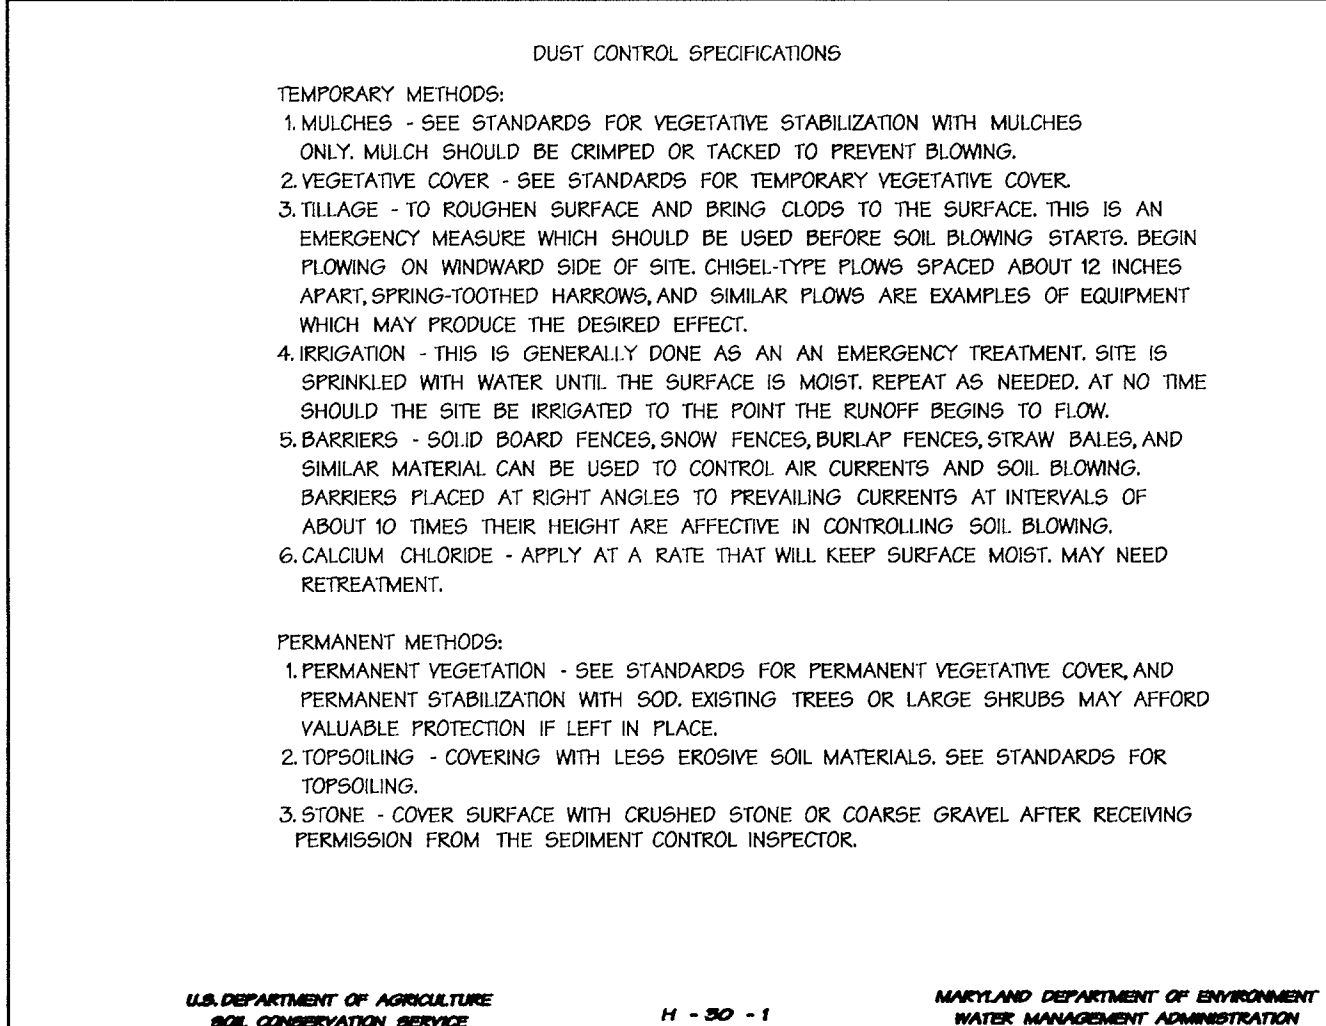 DUST CONTROL SPECIFICATIONS
TEMPORARY METHODS:
1. MULCHES - SEE STANDARDS FOR VEGETATIVE STABILIZATION WITH MULCHES
ONLY. MULCH SHOULD BE CRIMPED OR TACKED TO PREVENT BLOWING.
2. VEGETATIVE COVER - SEE STANDARDS FOR TEMPORARY VEGETATIVE COVER.
3. TILLAGE - TO ROUGHEN SURFACE AND BRING CLODS TO THE SURFACE. THIS IS AN
EMERGENCY MEASURE WHICH SHOULD BE USED BEFORE SOIL BLOWING STARTS. BEGIN
PLOWING ON WINDWARD SIDE OF SITE. CHISEL-TYPE PLOWS SPACED ABOUT 12 INCHES
APART, SPRING-TOOTHED HARROWS, AND SIMILAR PLOWS ARE EXAMPLES OF EQUIPMENT
WHICH MAY PRODUCE THE DESIRED EFFECT.
4. IRRIGATION - THIS IS GENERALLY DONE AS AN AN EMERGENCY TREATMENT. SITE IS
SPRINKLED WITH WATER UNTIL THE SURFACE IS MOIST. REPEAT AS NEEDED. AT NO TIME
SHOULD THE SITE BE IRRIGATED TO THE POINT THE RUNOFF BEGINS TO FLOW.
5. BARRIERS - SOLID BOARD FENCES, SNOW FENCES, BURLAP FENCES, STRAW BALES, AND
SIMILAR MATERIAL CAN BE USED TO CONTROL AIR CURRENTS AND SOIL BLOWING.
BARRIERS PLACED AT RIGHT ANGLES TO PREVAILING CURRENTS AT INTERVALS OF
ABOUT 10 TIMES THEIR HEIGHT ARE AFFECTIVE IN CONTROLLING SOIL BLOWING.
6. CALCIUM CHLORIDE - APPLY AT A RATE THAT WILL KEEP SURFACE MOIST. MAY NEED
RETREATMENT.
PERMANENT METHODS:
1. PERMANENT VEGETATION - SEE STANDARDS FOR PERMANENT VEGETATIVE COVER, AND
PERMANENT STABILIZATION WITH SOD. EXISTING TREES OR LARGE SHRUBS MAY AFFORD
VALUABLE PROTECTION IF LEFT IN PLACE.
2. TOPSOILING - COVERING WITH LESS EROSIVE SOIL MATERIALS. SEE STANDARDS FOR
TOPSOILING.
3. STONE - COVER SURFACE WITH CRUSHED STONE OR COARSE GRAVEL AFTER RECEIVING
PERMISSION FROM THE SEDIMENT CONTROL INSPECTOR.
U.S. DEPARTMENT OF AGRICULTURE
SOIL CONSERVATION SERVICE
H - 30 - 1
MARYLAND DEPARTMENT OF ENVIRONMENT
WATER MANAGEMENT ADMINISTRATION